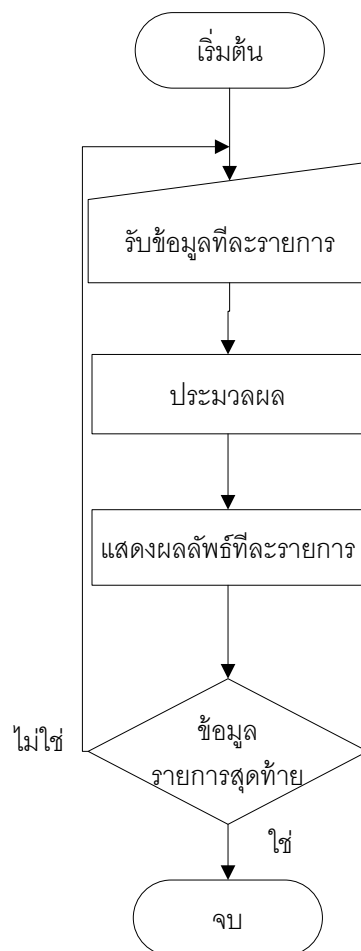 เริ่มต้น
รับข้อมูลทีละรายการ
ประมวลผล
แสดงผลลัพธ์ทีละรายการ
ข้อมูล
รายการสุดท้าย
ไม่ใช่
ใช่
จบ